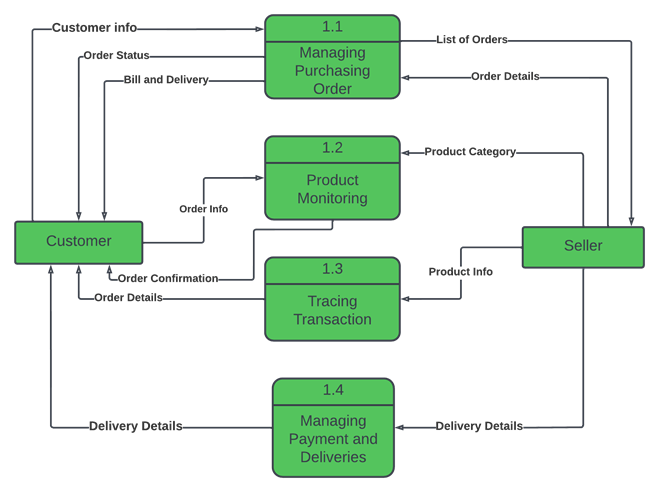 Customer info
1.1
Managing
Purchasing
Order
List of Orders
Order Status
Bill and Delivery
Order Details
1.2
Product
Monitoring
Product Category
Order Info
Customer
Seller
Order Confirmation
1.3
Tracing
Transaction
Product Info
Order Details
1.4
Managing
Payment and
Deliveries
Delivery Details
Delivery Details